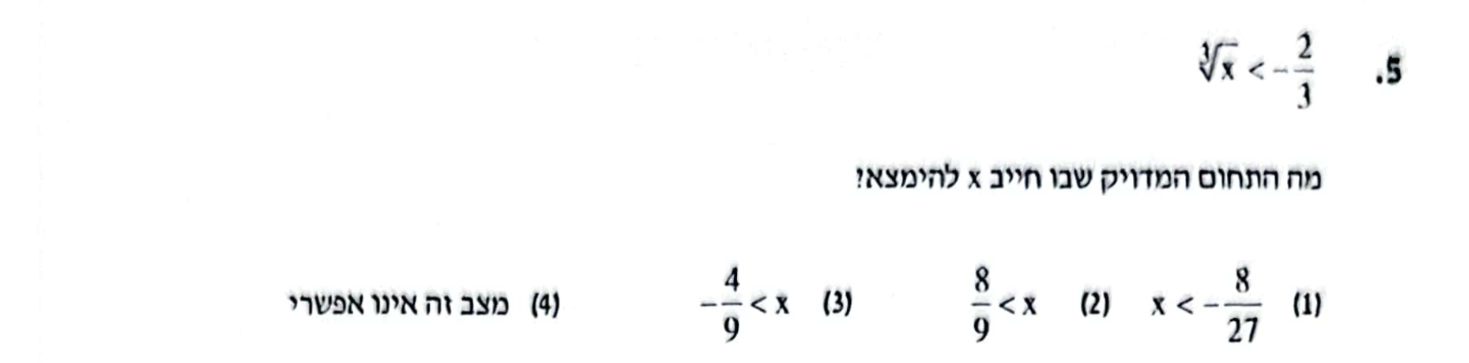 5. ∛x < -2/3
מה התחום המדויק שבו חייב x להימצא?
(1) x < -8/27 (2) 8/9 < x (3) -4/9 < x (4) מצב זה אינו אפשרי